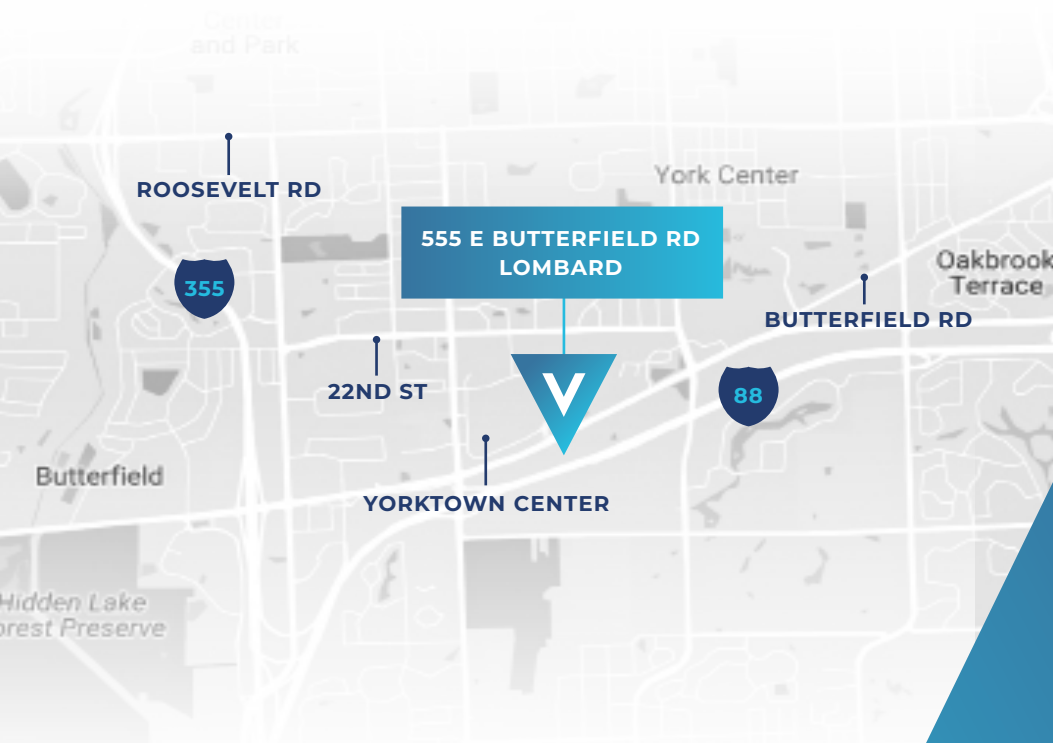 Center
and Park
ROOSEVELT RD
York Center
555 E BUTTERFIELD RD
LOMBARD
Oakbrook
Terrace
355
BUTTERFIELD RD
22ND ST
V
88
Butterfield
YORKTOWN CENTER
Hidden Lake
orest Preserve